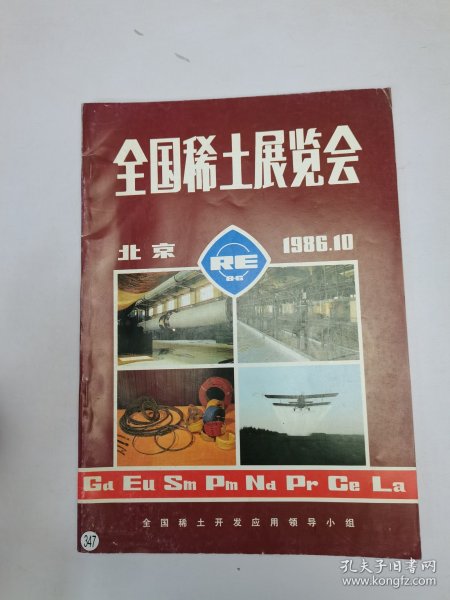 全国稀土展览会
北京
1986.10
RE
86
Gd Eu Sm Pm Nd Pr Ce La
全国稀土开发应用领导小组
347
孔夫子旧书网
www.kongfz.com